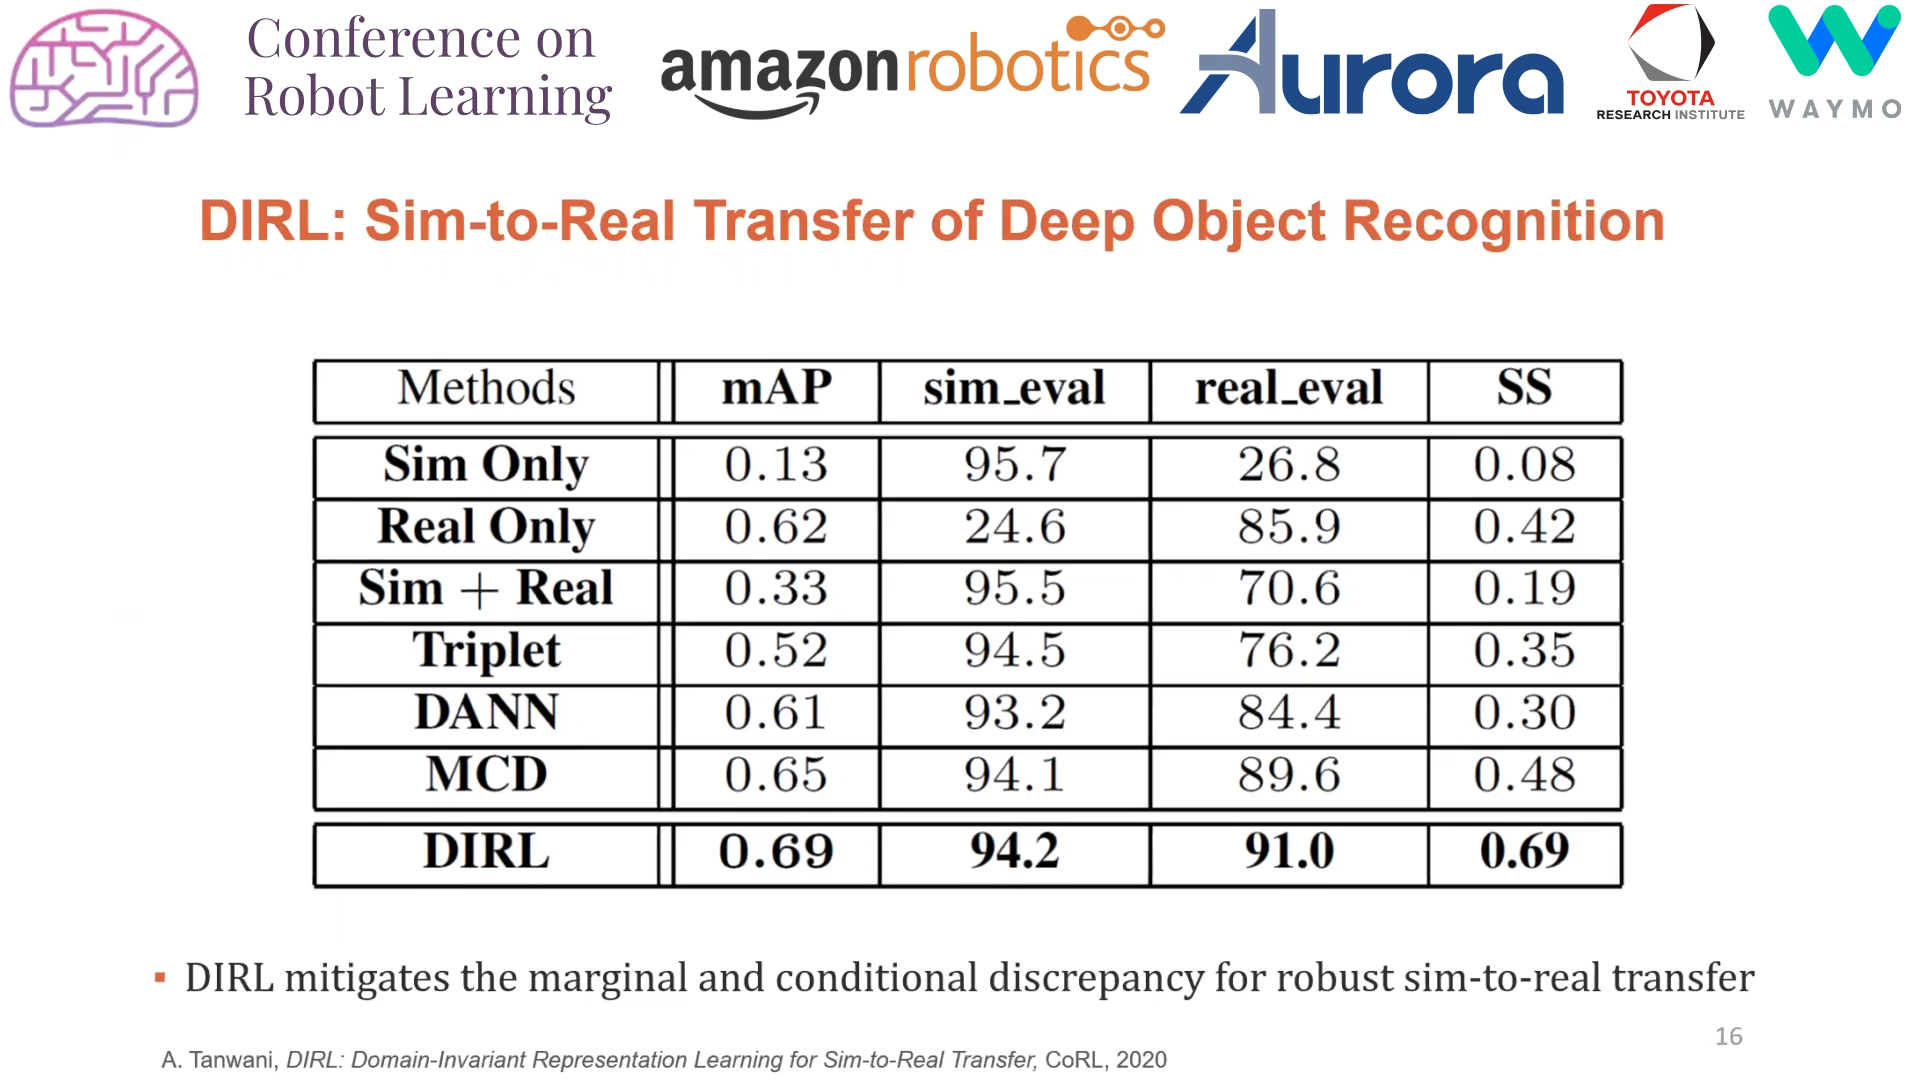 Conference on
Robot Learning
amazon robotics
Aurora
TOYOTA
RESEARCH INSTITUTE
WAYMO
DIRL: Sim-to-Real Transfer of Deep Object Recognition
Methods mAP sim_eval real_eval SS
Sim Only 0.13 95.7 26.8 0.08
Real Only 0.62 24.6 85.9 0.42
Sim + Real 0.33 95.5 70.6 0.19
Triplet 0.52 94.5 76.2 0.35
DANN 0.61 93.2 84.4 0.30
MCD 0.65 94.1 89.6 0.48
DIRL 0.69 94.2 91.0 0.69
▪ DIRL mitigates the marginal and conditional discrepancy for robust sim-to-real transfer
16
A. Tanwani, DIRL: Domain-Invariant Representation Learning for Sim-to-Real Transfer, CoRL, 2020